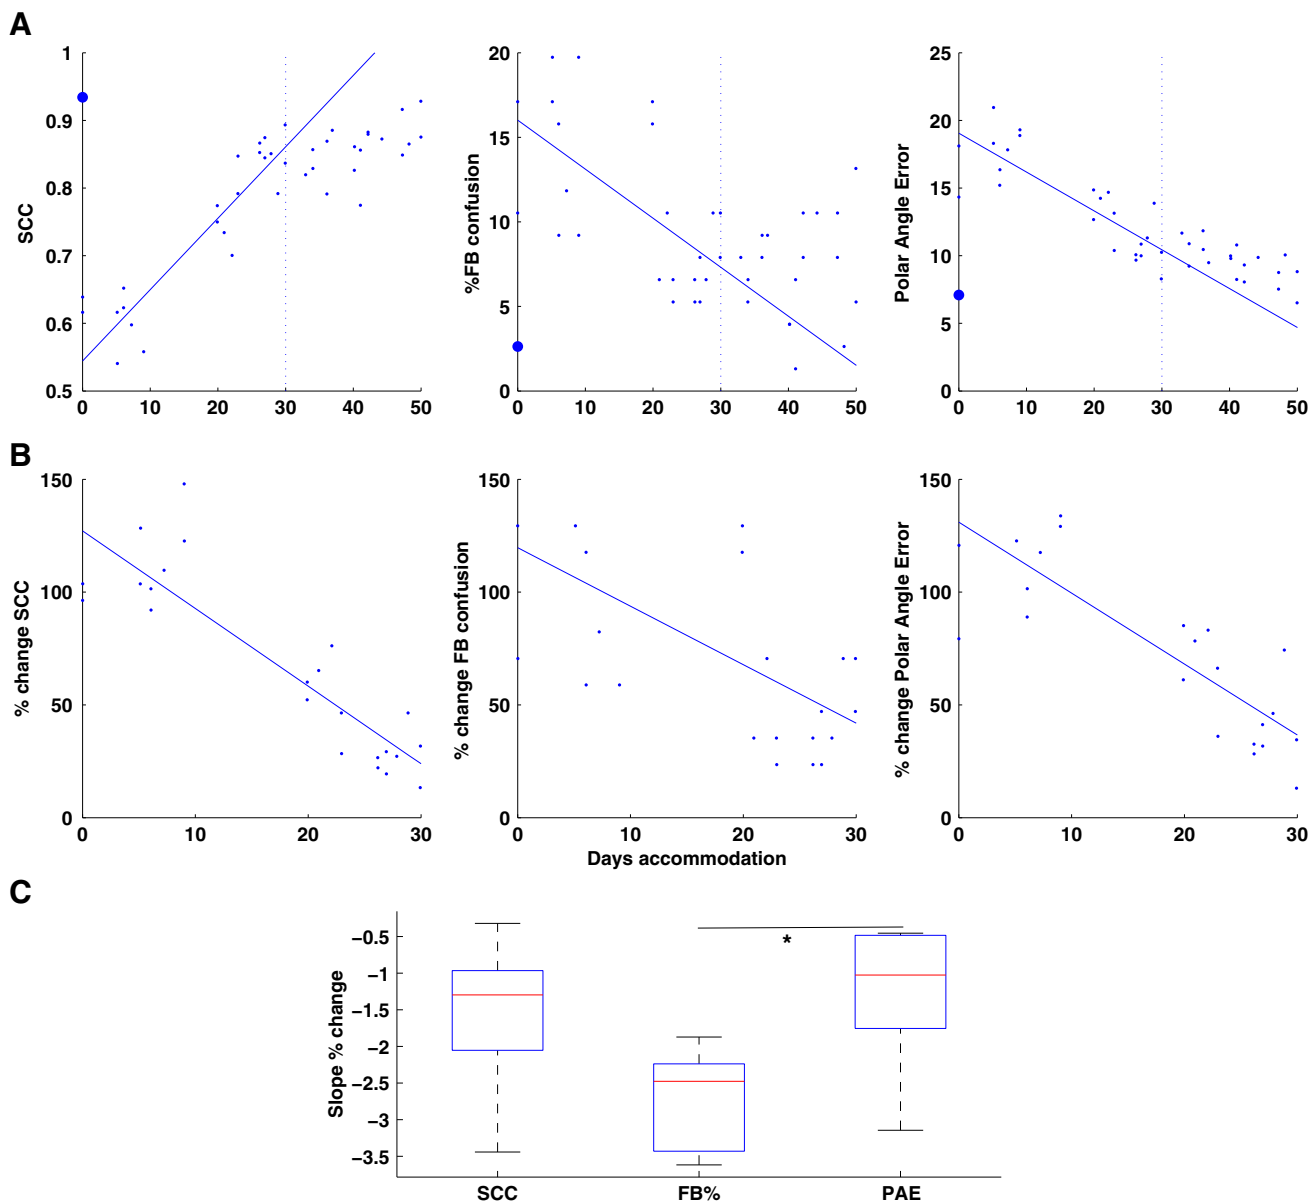 A
SCC
1
0.9
0.8
0.7
0.6
0.5
0 10 20 30 40 50
%FB confusion
20
15
10
5
0
0 10 20 30 40 50
Polar Angle Error
25
20
15
10
5
0
0 10 20 30 40 50
B
% change SCC
150
100
50
0
0 10 20 30
% change FB confusion
150
100
50
0
0 10 20 30
% change Polar Angle Error
150
100
50
0
0 10 20 30
Days accommodation
C
Slope % change
−0.5
−1
−1.5
−2
−2.5
−3
−3.5
*
SCC FB% PAE